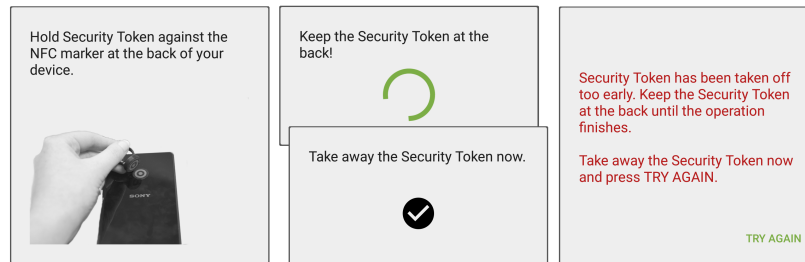 Hold Security Token against the
NFC marker at the back of your
device.
SONY
Keep the Security Token at the
back!
Take away the Security Token now.
Security Token has been taken off
too early. Keep the Security Token
at the back until the operation
finishes.
Take away the Security Token now
and press TRY AGAIN.
TRY AGAIN